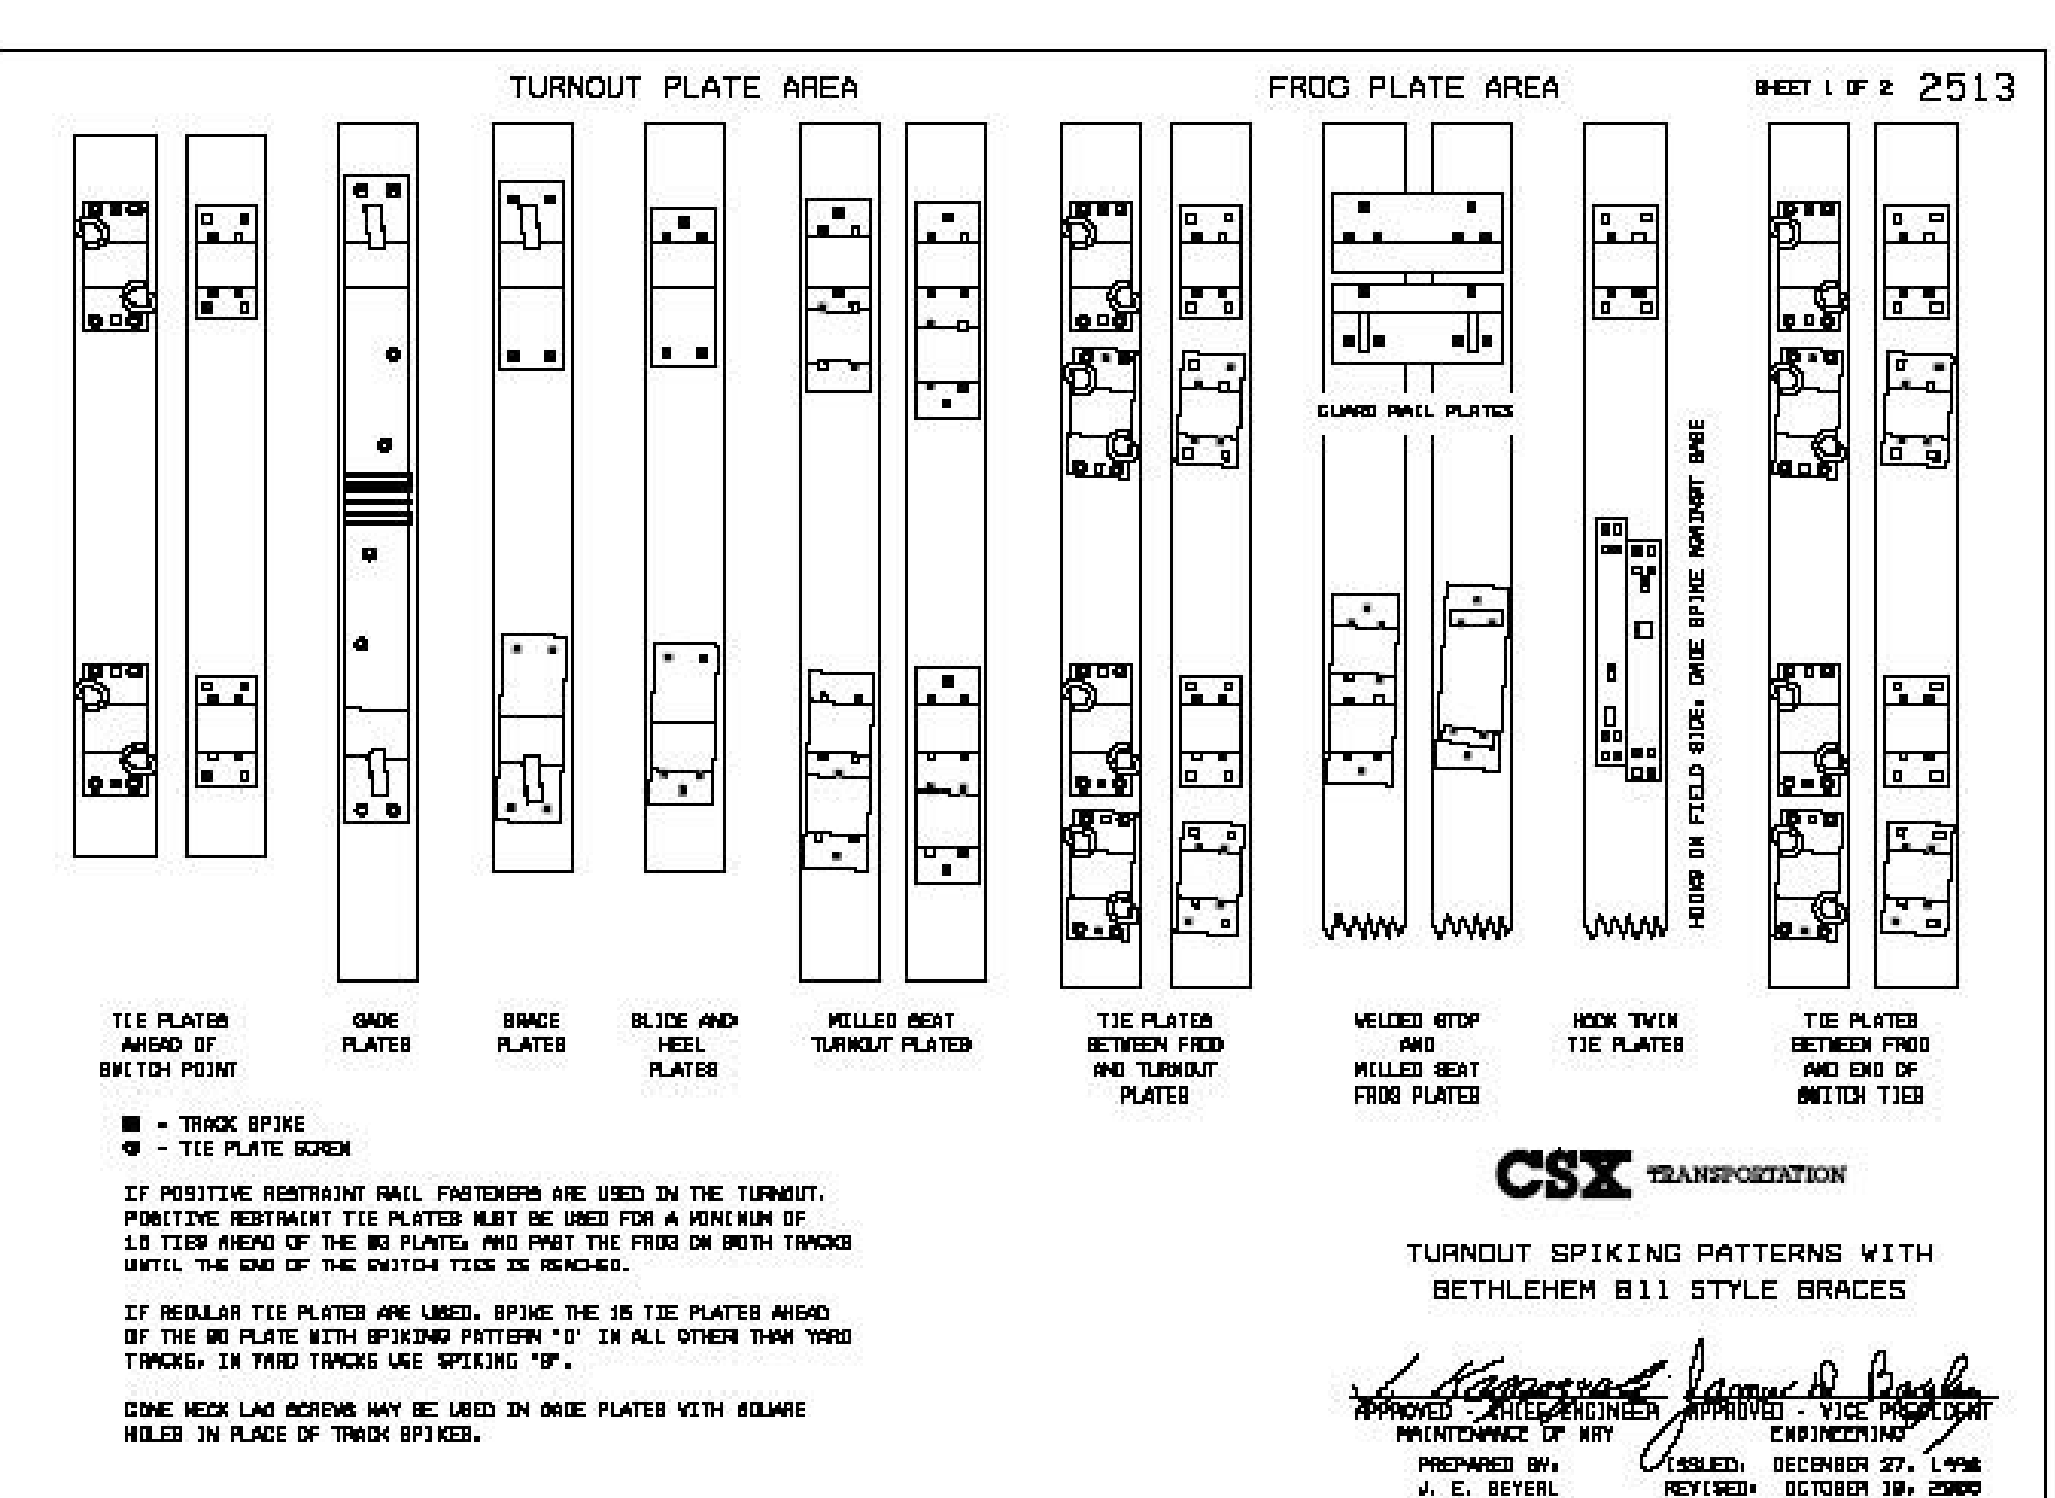 TURNOUT PLATE AREA
FROG PLATE AREA
SHEET 1 OF 2 2513
GUARD RAIL PLATES
HOOKS ON FIELD SIDE, GAGE SPIKE AGAINST BASE
TIE PLATES
AHEAD OF
SWITCH POINT
GAGE
PLATES
BRACE
PLATES
SLIDE AND
HEEL
PLATES
MILLED SEAT
TURNOUT PLATES
TIE PLATES
BETWEEN FROG
AND TURNOUT
PLATES
WELDED STOP
AND
MILLED SEAT
FROG PLATES
HOOK TWIN
TIE PLATES
TIE PLATES
BETWEEN FROG
AND END OF
SWITCH TIES
- TRACK SPIKE
- TIE PLATE SCREW
IF POSITIVE RESTRAINT RAIL FASTENERS ARE USED IN THE TURNOUT,
POSITIVE RESTRAINT TIE PLATES MUST BE USED FOR A MINIMUM OF
15 TIES AHEAD OF THE PLATE, AND PAST THE FROG ON BOTH TRACKS
UNTIL THE END OF THE SWITCH TIES IS REACHED.
IF REGULAR TIE PLATES ARE USED, SPIKE THE 15 TIE PLATES AHEAD
OF THE PLATE WITH SPIKING PATTERN IN ALL OTHER THAN YARD
TRACKS, IN YARD TRACKS USE SPIKING "B".
CONE NECK LAG SCREWS MAY BE USED IN GAGE PLATES WITH SQUARE
HOLES IN PLACE OF TRACK SPIKES.
CSX TRANSPORTATION
TURNOUT SPIKING PATTERNS WITH
BETHLEHEM 811 STYLE BRACES
APPROVED - CHIEF ENGINEER
MAINTENANCE OF WAY
APPROVED - VICE PRESIDENT
ENGINEERING
PREPARED BY:
J. E. BEYERL
ISSUED: DECEMBER 27,
REVISED: OCTOBER